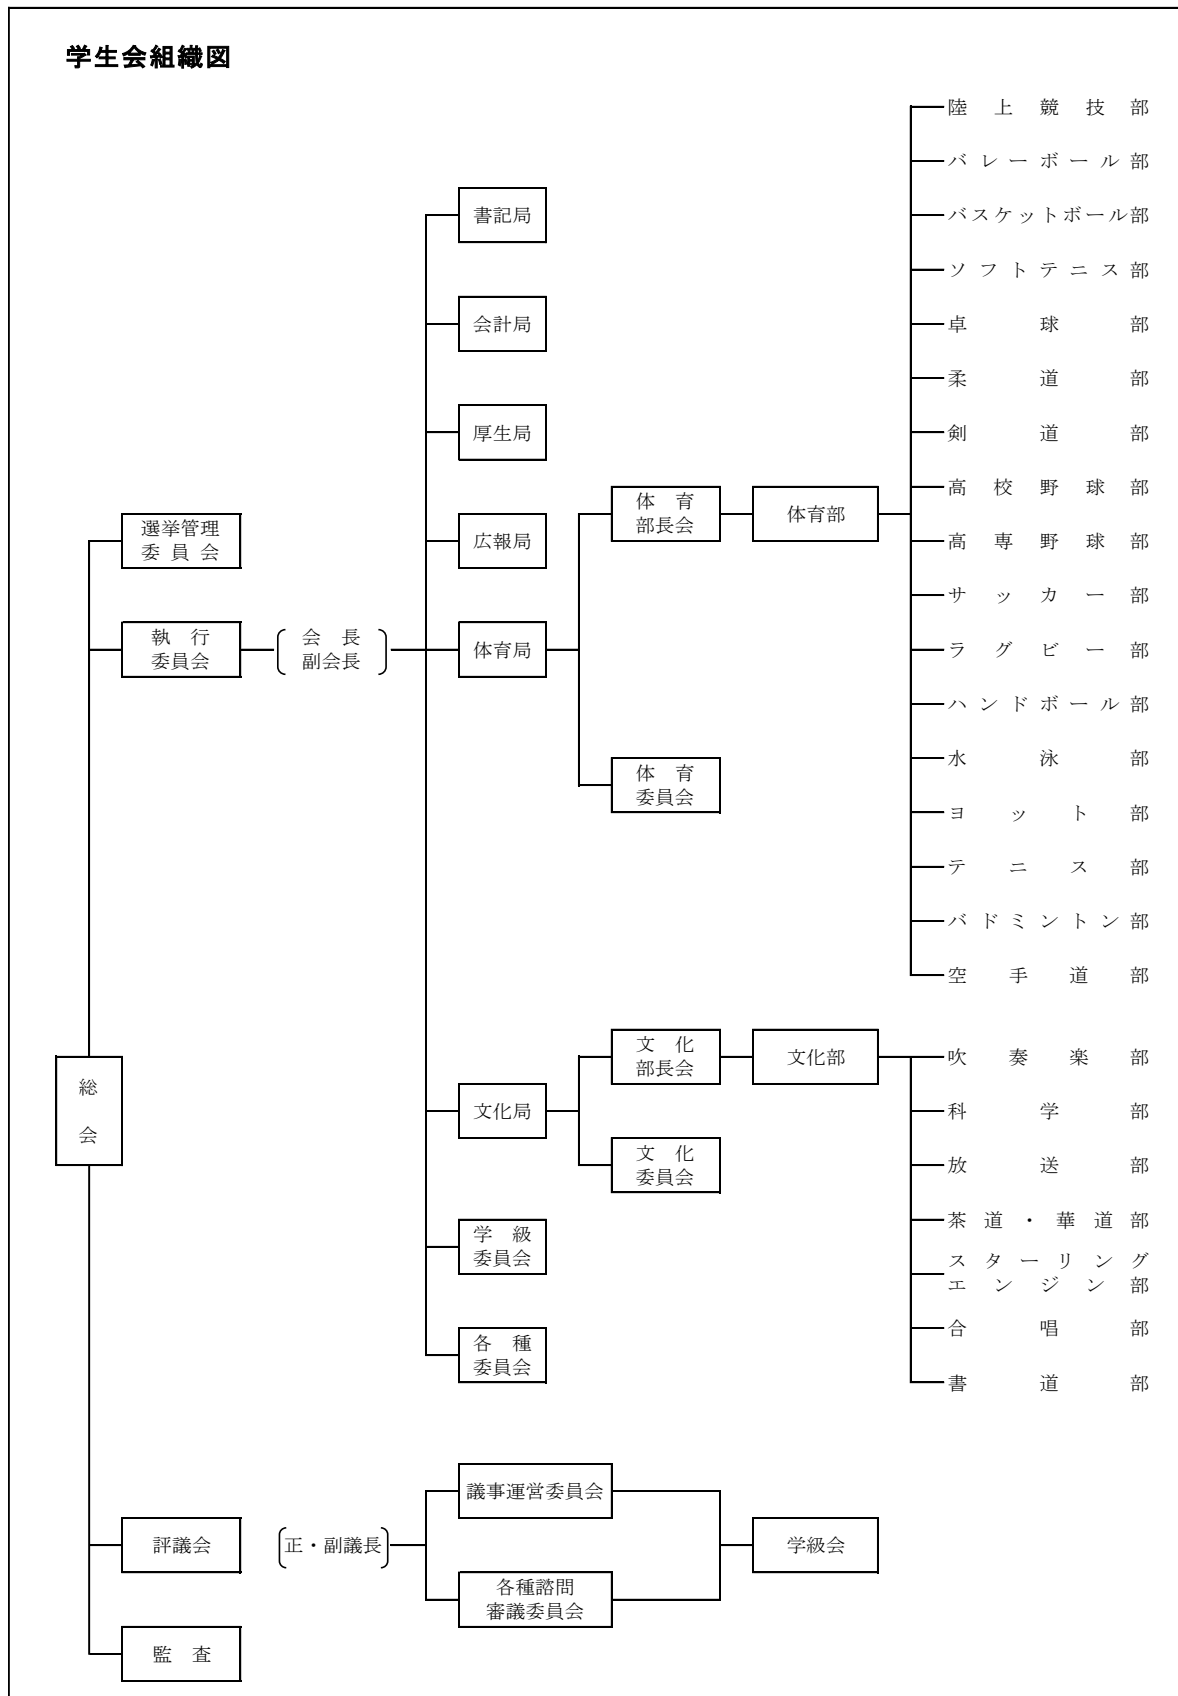 学生会組織図
陸上競技部
バレーボール部
バスケットボール部
ソフトテニス部
卓球部
柔道部
剣道部
高校野球部
高専野球部
サッカー部
ラグビー部
ハンドボール部
水泳部
ヨット部
テニス部
バドミントン部
空手道部
書記局
会計局
厚生局
広報局
体育局
体育
部長会
体育部
体育
委員会
選挙管理
委員会
執行
委員会
会長
副会長
総
会
文化局
文化
部長会
文化部
文化
委員会
吹奏楽部
科学部
放送部
茶道・華道部
スターリング
エンジン部
合唱部
書道部
学級
委員会
各種
委員会
評議会
正・副議長
議事運営委員会
各種諮問
審議委員会
学級会
監査